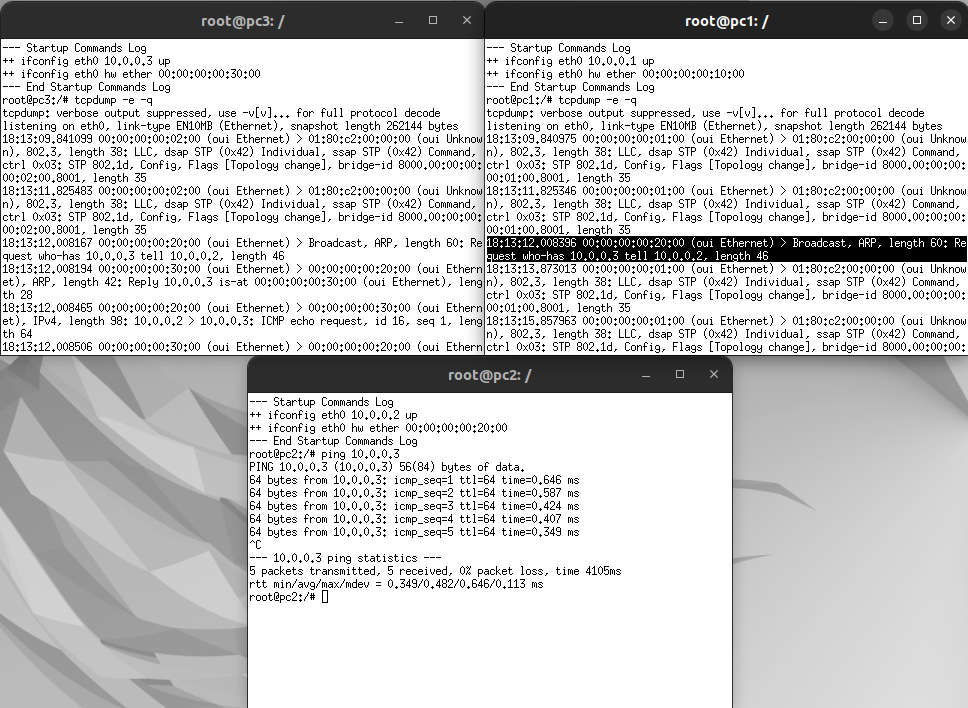 root@pc3: /
--- Startup Commands Log
++ ifconfig eth0 10.0.0.3 up
++ ifconfig eth0 hw ether 00:00:00:00:30:00
--- End Startup Commands Log
root@pc3:/# tcpdump -e -q
tcpdump: verbose output suppressed, use -v[v]... for full protocol decode
listening on eth0, link-type EN10MB (Ethernet), snapshot length 262144 bytes
18:13:09.841099 00:00:00:00:02:00 (oui Ethernet) > 01:80:c2:00:00:00 (oui Unknow
n), 802.3, length 38: LLC, dsap STP (0x42) Individual, ssap STP (0x42) Command,
ctrl 0x03: STP 802.1d, Config, Flags [Topology change], bridge-id 8000.00:00:00:
00:02:00.8001, length 35
18:13:11.825483 00:00:00:00:02:00 (oui Ethernet) > 01:80:c2:00:00:00 (oui Unknow
n), 802.3, length 38: LLC, dsap STP (0x42) Individual, ssap STP (0x42) Command,
ctrl 0x03: STP 802.1d, Config, Flags [Topology change], bridge-id 8000.00:00:00:
00:02:00.8001, length 35
18:13:12.008167 00:00:00:00:20:00 (oui Ethernet) > Broadcast, ARP, length 60: Re
quest who-has 10.0.0.3 tell 10.0.0.2, length 46
18:13:12.008194 00:00:00:00:30:00 (oui Ethernet) > 00:00:00:00:20:00 (oui Ethern
et), ARP, length 42: Reply 10.0.0.3 is-at 00:00:00:00:30:00 (oui Ethernet), leng
th 28
18:13:12.008465 00:00:00:00:20:00 (oui Ethernet) > 00:00:00:00:30:00 (oui Ethern
et), IPv4, length 98: 10.0.0.2 > 10.0.0.3: ICMP echo request, id 16, seq 1, leng
th 64
18:13:12.008506 00:00:00:00:30:00 (oui Ethernet) > 00:00:00:00:20:00 (oui Ethern
root@pc1: /
--- Startup Commands Log
++ ifconfig eth0 10.0.0.1 up
++ ifconfig eth0 hw ether 00:00:00:00:10:00
--- End Startup Commands Log
root@pc1:/# tcpdump -e -q
tcpdump: verbose output suppressed, use -v[v]... for full protocol decode
listening on eth0, link-type EN10MB (Ethernet), snapshot length 262144 bytes
18:13:09.840975 00:00:00:00:01:00 (oui Ethernet) > 01:80:c2:00:00:00 (oui Unknow
n), 802.3, length 38: LLC, dsap STP (0x42) Individual, ssap STP (0x42) Command,
ctrl 0x03: STP 802.1d, Config, Flags [Topology change], bridge-id 8000.00:00:00:
00:01:00.8001, length 35
18:13:11.825346 00:00:00:00:01:00 (oui Ethernet) > 01:80:c2:00:00:00 (oui Unknow
n), 802.3, length 38: LLC, dsap STP (0x42) Individual, ssap STP (0x42) Command,
ctrl 0x03: STP 802.1d, Config, Flags [Topology change], bridge-id 8000.00:00:00:
00:01:00.8001, length 35
18:13:12.008396 00:00:00:00:20:00 (oui Ethernet) > Broadcast, ARP, length 60: Re
quest who-has 10.0.0.3 tell 10.0.0.2, length 46
18:13:13.873013 00:00:00:00:01:00 (oui Ethernet) > 01:80:c2:00:00:00 (oui Unknow
n), 802.3, length 38: LLC, dsap STP (0x42) Individual, ssap STP (0x42) Command,
ctrl 0x03: STP 802.1d, Config, Flags [Topology change], bridge-id 8000.00:00:00:
00:01:00.8001, length 35
18:13:15.857963 00:00:00:00:01:00 (oui Ethernet) > 01:80:c2:00:00:00 (oui Unknow
n), 802.3, length 38: LLC, dsap STP (0x42) Individual, ssap STP (0x42) Command,
ctrl 0x03: STP 802.1d, Config, Flags [Topology change], bridge-id 8000.00:00:00:
root@pc2: /
--- Startup Commands Log
++ ifconfig eth0 10.0.0.2 up
++ ifconfig eth0 hw ether 00:00:00:00:20:00
--- End Startup Commands Log
root@pc2:/# ping 10.0.0.3
PING 10.0.0.3 (10.0.0.3) 56(84) bytes of data.
64 bytes from 10.0.0.3: icmp_seq=1 ttl=64 time=0.646 ms
64 bytes from 10.0.0.3: icmp_seq=2 ttl=64 time=0.587 ms
64 bytes from 10.0.0.3: icmp_seq=3 ttl=64 time=0.424 ms
64 bytes from 10.0.0.3: icmp_seq=4 ttl=64 time=0.407 ms
64 bytes from 10.0.0.3: icmp_seq=5 ttl=64 time=0.349 ms
^C
--- 10.0.0.3 ping statistics ---
5 packets transmitted, 5 received, 0% packet loss, time 4105ms
rtt min/avg/max/mdev = 0.349/0.482/0.646/0.113 ms
root@pc2:/#